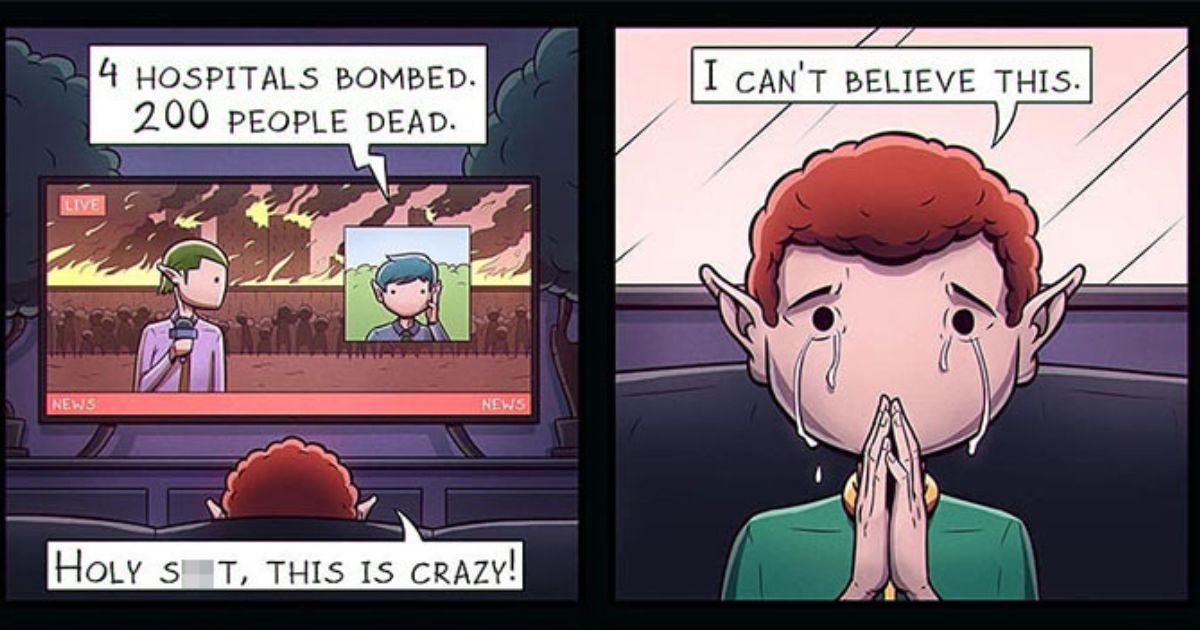 4 HOSPITALS BOMBED.
200 PEOPLE DEAD.
LIVE
NEWS NEWS
HOLY S T, THIS IS CRAZY!
I CAN'T BELIEVE THIS.